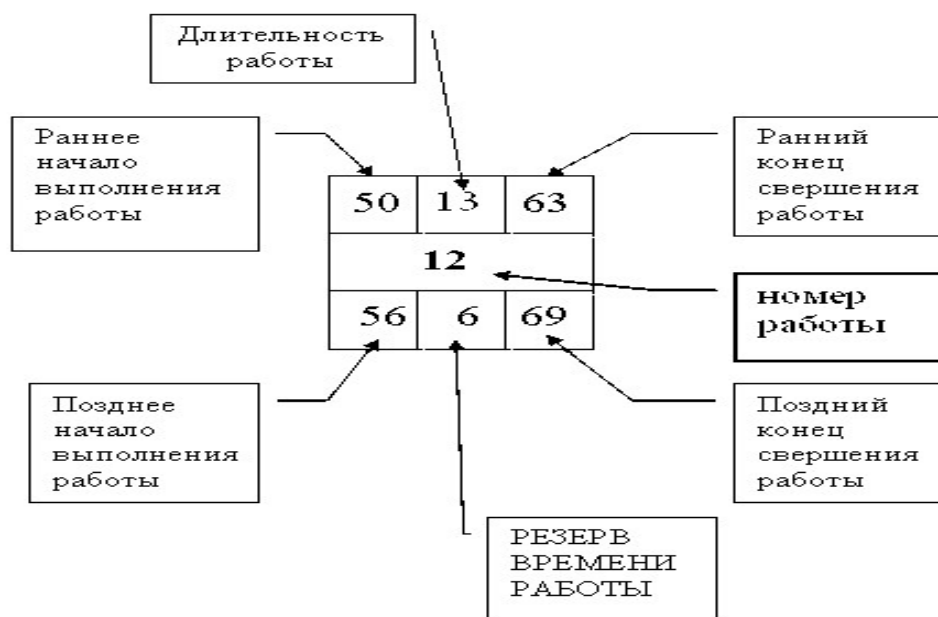 Длительность
работы
Раннее
начало
выполнения
работы
Ранний
конец
свершения
работы
50 13 63
12
56 6 69
номер
работы
Позднее
начало
выполнения
работы
Поздний
конец
свершения
работы
РЕЗЕРВ
ВРЕМЕНИ
РАБОТЫ